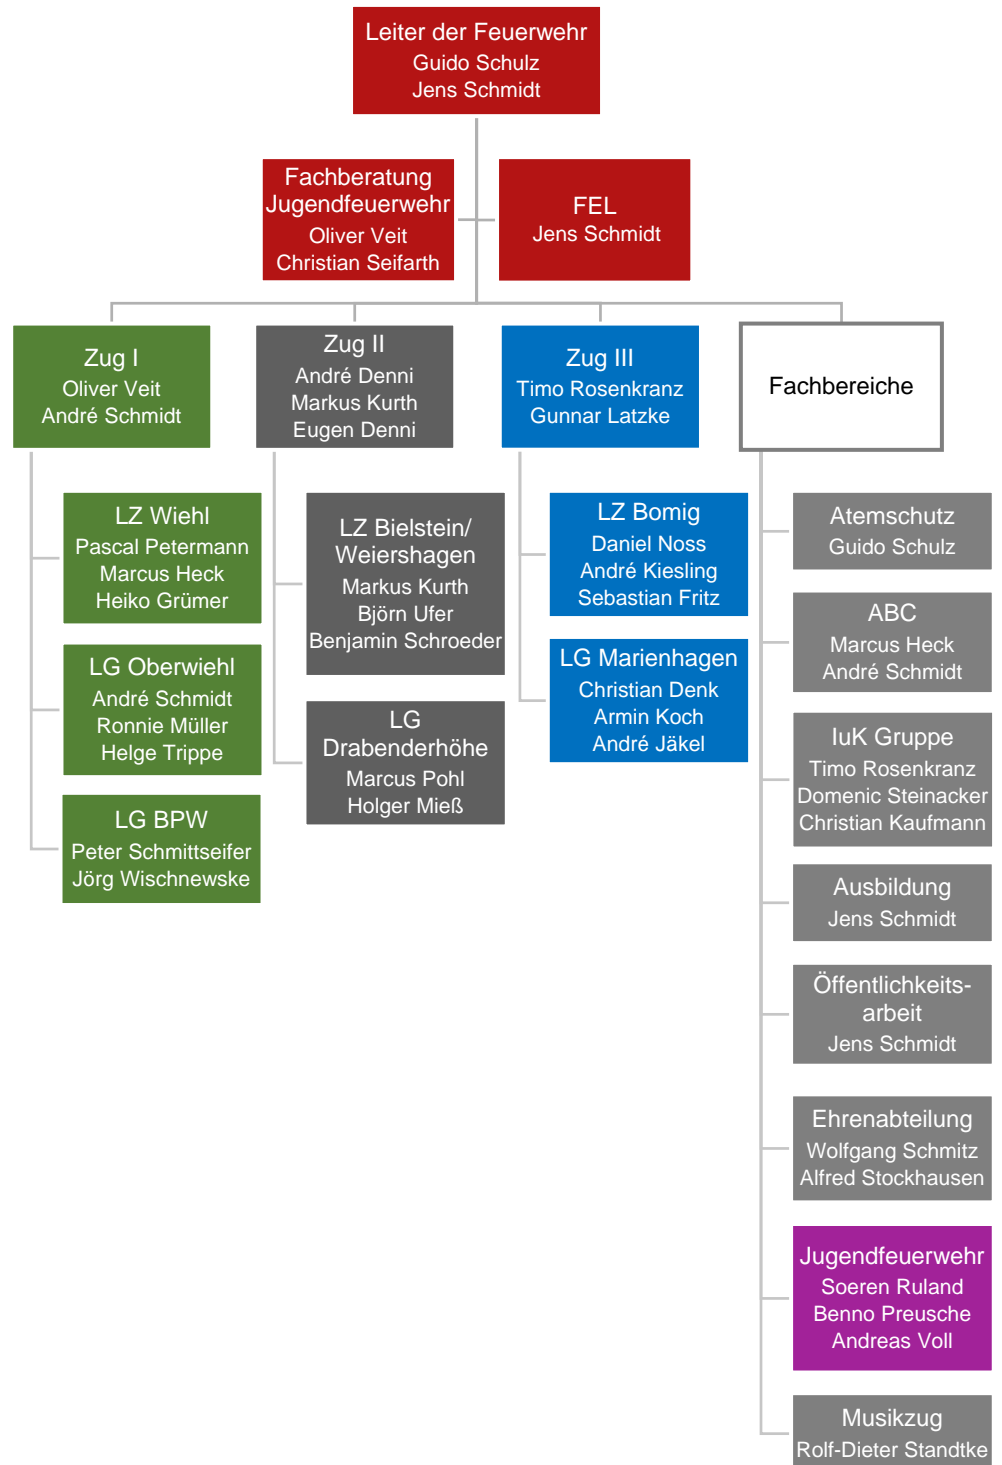 Leiter der Feuerwehr
Guido Schulz
Jens Schmidt
Fachberatung
Jugendfeuerwehr
Oliver Veit
Christian Seifarth
FEL
Jens Schmidt
Zug I
Oliver Veit
André Schmidt
Zug II
André Denni
Markus Kurth
Eugen Denni
Zug III
Timo Rosenkranz
Gunnar Latzke
Fachbereiche
LZ Wiehl
Pascal Petermann
Marcus Heck
Heiko Grümer
LG Oberwiehl
André Schmidt
Ronnie Müller
Helge Trippe
LG BPW
Peter Schmittseifer
Jörg Wischnewske
LZ Bielstein/
Weiershagen
Markus Kurth
Björn Ufer
Benjamin Schroeder
LG
Drabenderhöhe
Marcus Pohl
Holger Mieß
LZ Bomig
Daniel Noss
André Kiesling
Sebastian Fritz
LG Marienhagen
Christian Denk
Armin Koch
André Jäkel
Atemschutz
Guido Schulz
ABC
Marcus Heck
André Schmidt
IuK Gruppe
Timo Rosenkranz
Domenic Steinacker
Christian Kaufmann
Ausbildung
Jens Schmidt
Öffentlichkeits-
arbeit
Jens Schmidt
Ehrenabteilung
Wolfgang Schmitz
Alfred Stockhausen
Jugendfeuerwehr
Soeren Ruland
Benno Preusche
Andreas Voll
Musikzug
Rolf-Dieter Standtke